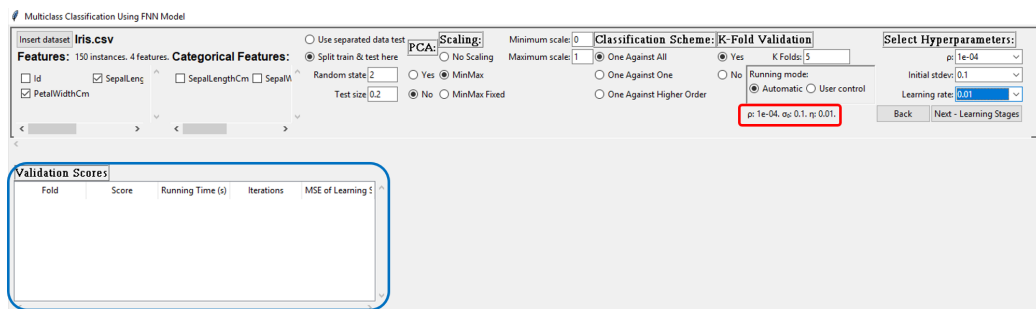 Multiclass Classification Using FNN Model
Insert dataset Iris.csv
Features: 150 instances. 4 features. Categorical Features:
Id SepalLeng
PetalWidthCm
SepalLengthCm SepalW
Use separated data test
Split train & test here
Random state 2
Test size 0.2
PCA:
Yes
No
Scaling:
No Scaling
MinMax
MinMax Fixed
Minimum scale: 0
Maximum scale: 1
Classification Scheme:
One Against All
One Against One
One Against Higher Order
K-Fold Validation
Yes K Folds: 5
No Running mode:
Automatic User control
ρ: 1e-04. σ₀: 0.1. η: 0.01.
Select Hyperparameters:
ρ: 1e-04
Initial stdev: 0.1
Learning rate: 0.01
Back Next - Learning Stages
Validation Scores
Fold Score Running Time (s) Iterations MSE of Learning S